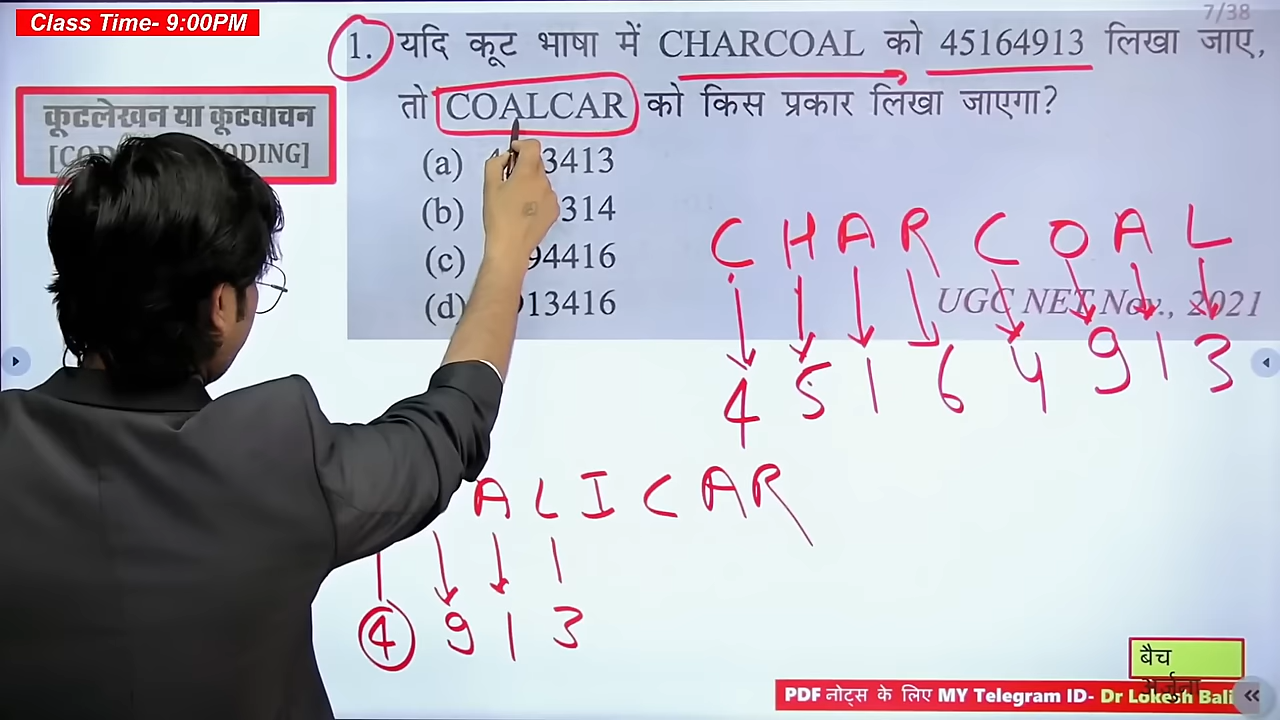 Class Time- 9:00PM
7/38
1. यदि कूट भाषा में CHARCOAL को 45164913 लिखा जाए,
तो COALCAR को किस प्रकार लिखा जाएगा?
कूटलेखन या कूटवाचन
(a) 3413
(b) 314
(c) 94416
(d) 913416
UGC NET Nov., 2021
C H A R C O A L
4 5 1 6 4 9 1 3
A L I C A R
4 9 1 3
बैच
PDF नोट्स के लिए MY Telegram ID- Dr Lokesh Bali